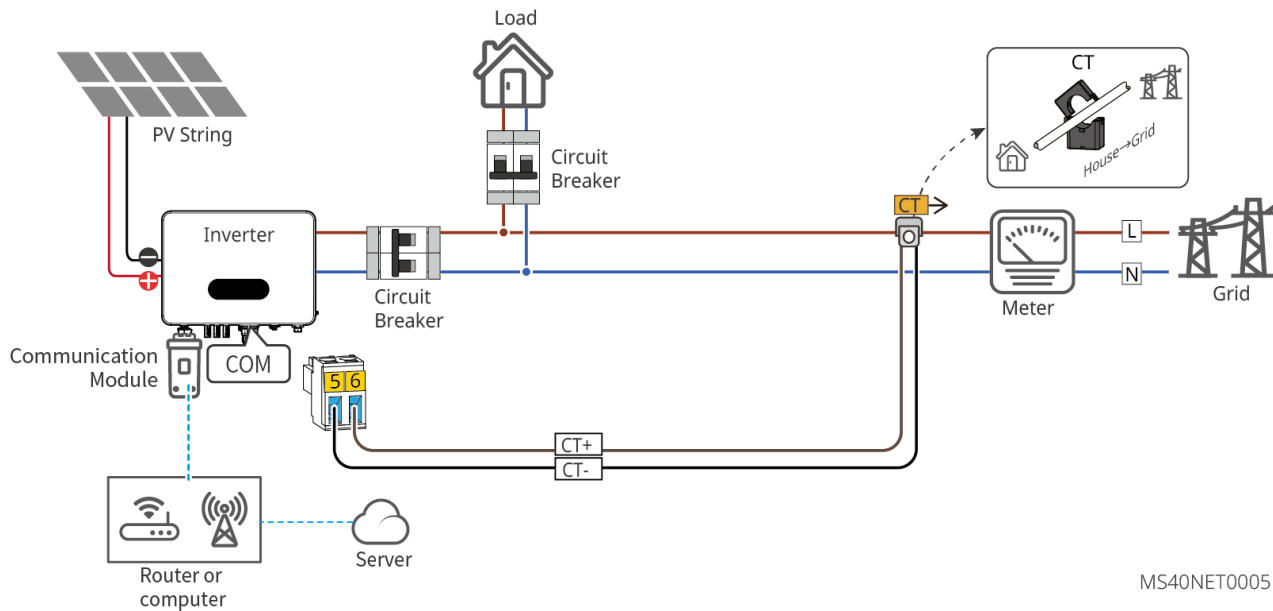 Load
CT
House→Grid
PV String
Circuit
Breaker
CT
Inverter
L
N
Circuit
Breaker
Meter
Grid
Communication
Module
COM
5 6
CT+
CT-
Router or
computer
Server
MS40NET0005